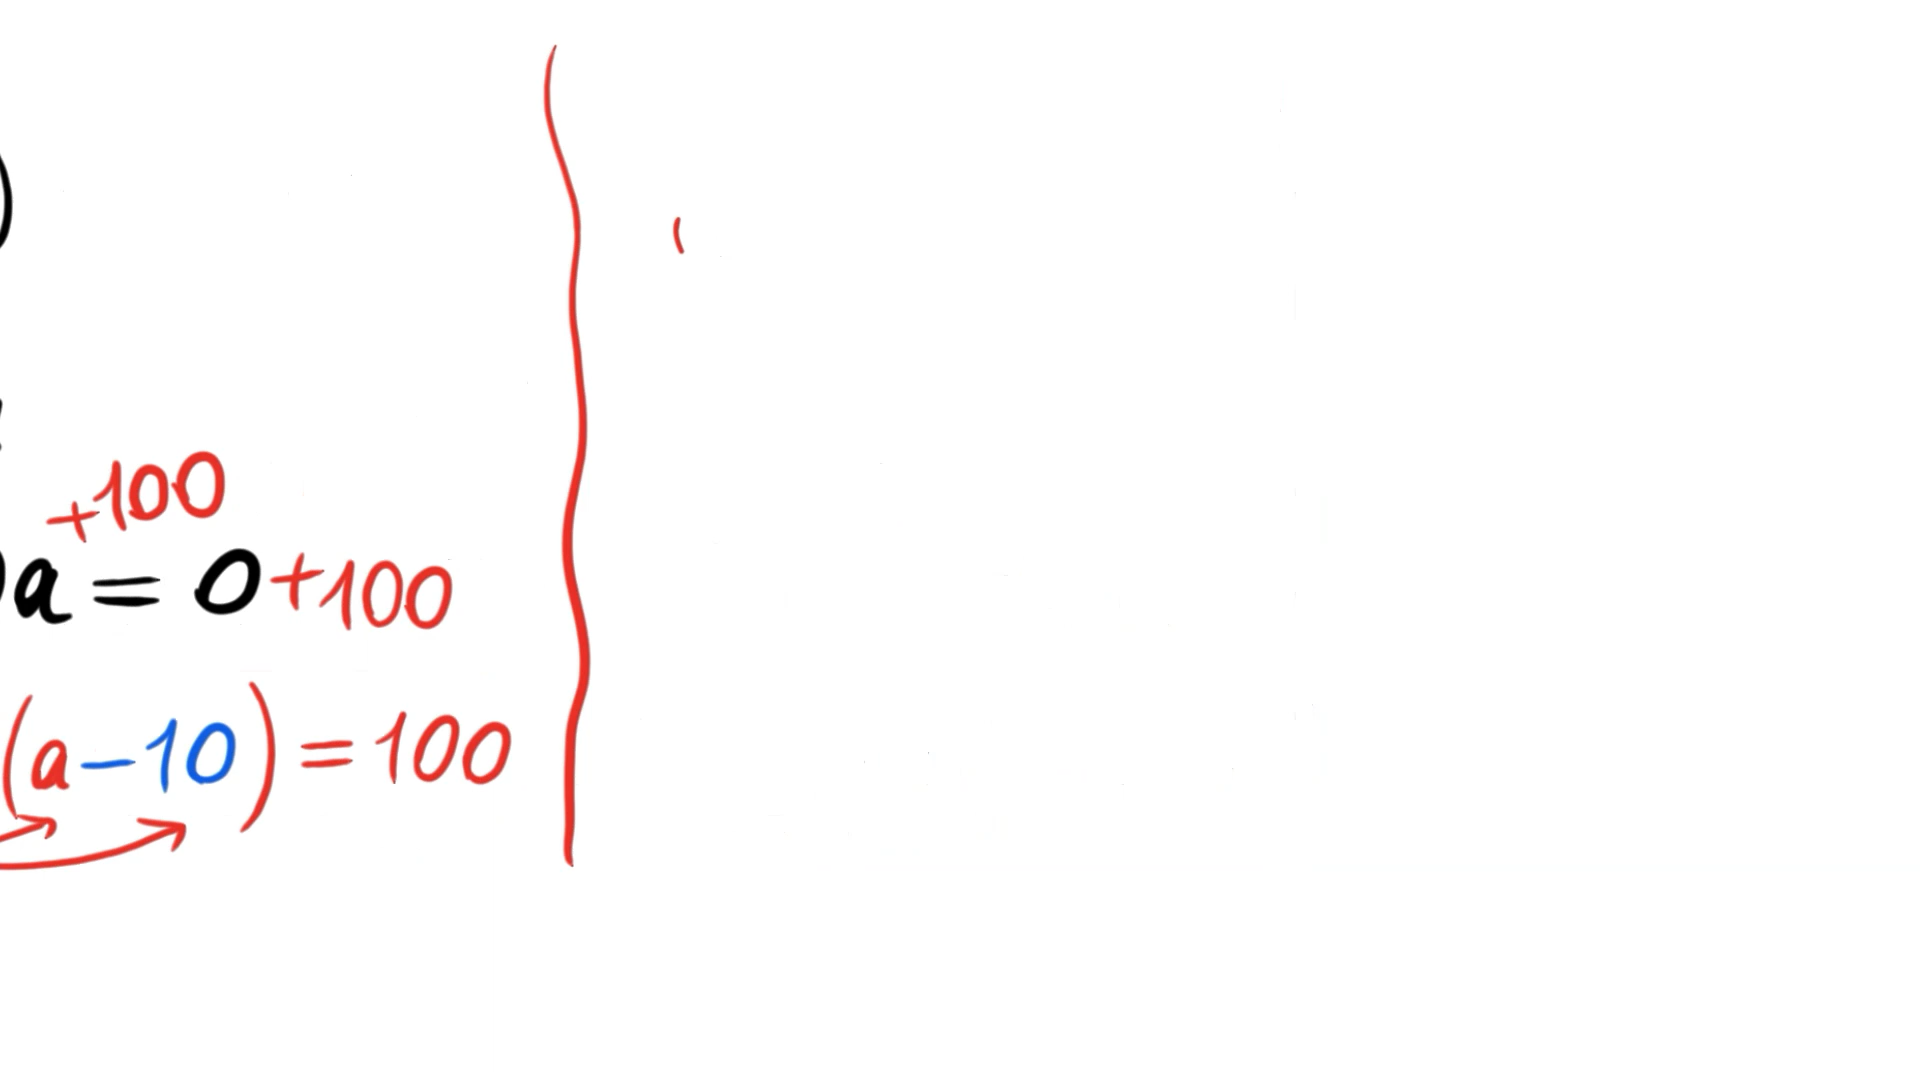 )
+100
a = 0 +100
(a - 10) = 100